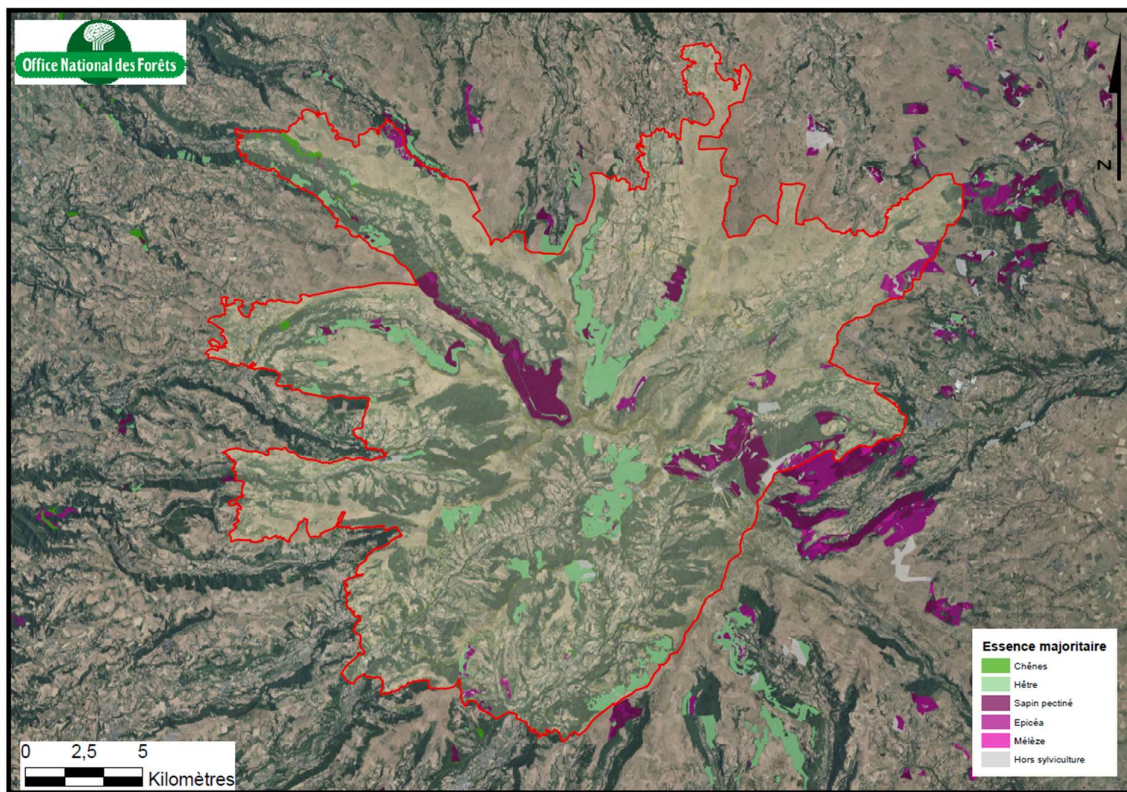 Office National des Forêts
N
Essence majoritaire
Chênes
Hêtre
Sapin pectiné
Epicéa
Mélèze
Hors sylviculture
0 2,5 5
Kilomètres